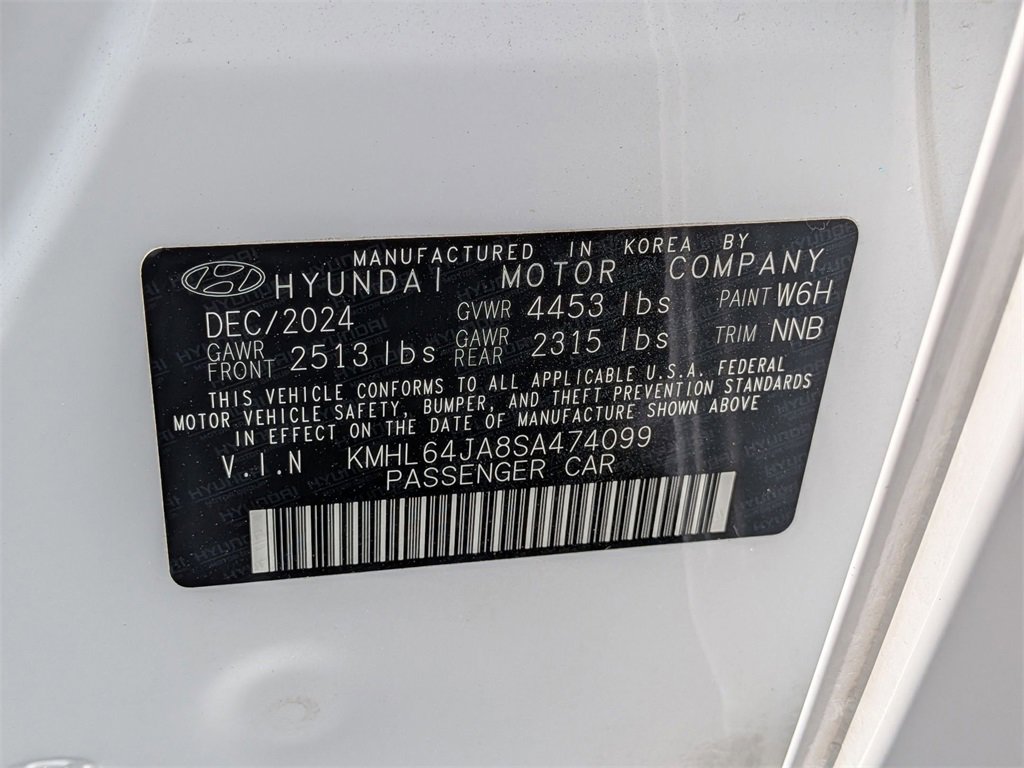 MANUFACTURED IN KOREA BY
HYUNDAI MOTOR COMPANY
DEC/2024 GVWR 4453 lbs PAINT W6H
GAWR FRONT 2513 lbs GAWR REAR 2315 lbs TRIM NNB
THIS VEHICLE CONFORMS TO ALL APPLICABLE U.S.A. FEDERAL
MOTOR VEHICLE SAFETY, BUMPER, AND THEFT PREVENTION STANDARDS
IN EFFECT ON THE DATE OF MANUFACTURE SHOWN ABOVE
V.I.N KMHL64JA8SA474099
PASSENGER CAR